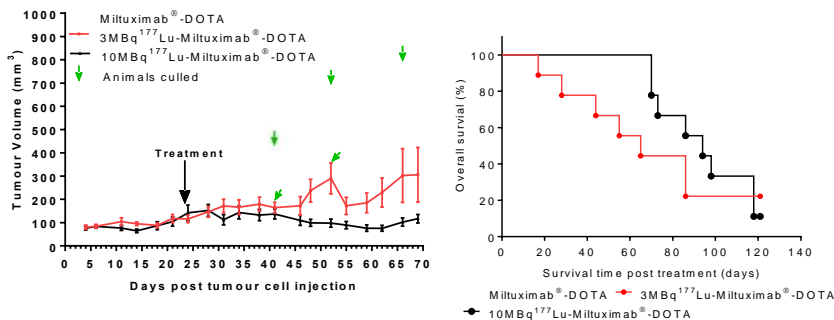 Miltuximab®-DOTA
3MBq¹⁷⁷Lu-Miltuximab®-DOTA
10MBq¹⁷⁷Lu-Miltuximab®-DOTA
Animals culled
Treatment
Tumour Volume (mm³)
1000
900
800
700
600
500
400
300
200
100
0
0 5 10 15 20 25 30 35 40 45 50 55 60 65 70
Days post tumour cell injection
Overall survial (%)
100
80
60
40
20
0
0 20 40 60 80 100 120 140
Survival time post treatment (days)
Miltuximab®-DOTA 3MBq¹⁷⁷Lu-Miltuximab®-DOTA
10MBq¹⁷⁷Lu-Miltuximab®-DOTA